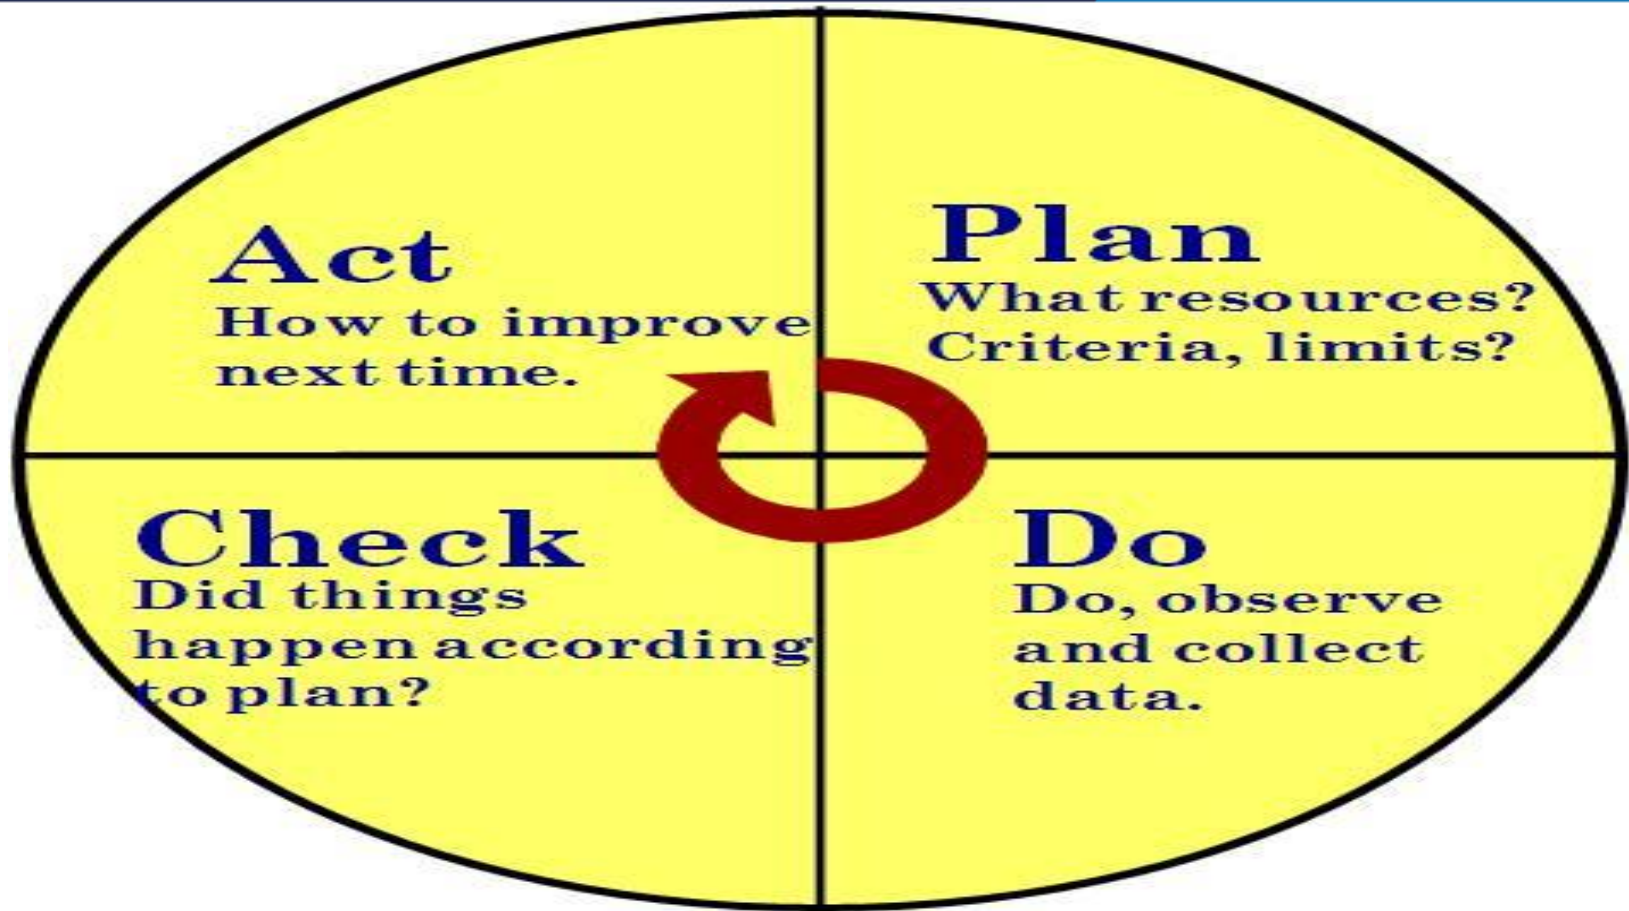 Act
How to improve
next time.
Plan
What resources?
Criteria, limits?
Check
Did things
happen according
to plan?
Do
Do, observe
and collect
data.